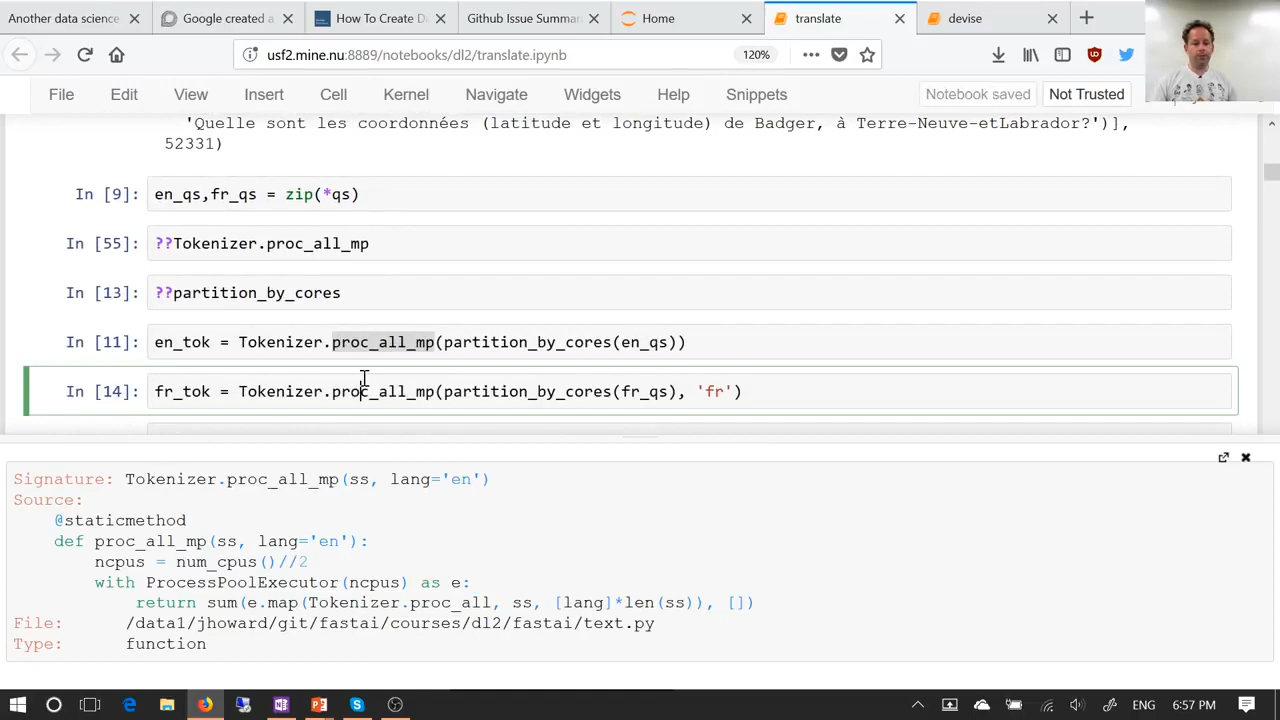 Another data science
Google created a
How To Create Da
Github Issue Summar
Home
translate
devise
usf2.mine.nu:8889/notebooks/dl2/translate.ipynb
120%
File Edit View Insert Cell Kernel Navigate Widgets Help Snippets
Notebook saved
Not Trusted
'Quelle sont les coordonnées (latitude et longitude) de Badger, à Terre-Neuve-etLabrador?')],
52331)
In [9]: en_qs,fr_qs = zip(*qs)
In [55]: ??Tokenizer.proc_all_mp
In [13]: ??partition_by_cores
In [11]: en_tok = Tokenizer.proc_all_mp(partition_by_cores(en_qs))
In [14]: fr_tok = Tokenizer.proc_all_mp(partition_by_cores(fr_qs), 'fr')
Signature: Tokenizer.proc_all_mp(ss, lang='en')
Source:
@staticmethod
def proc_all_mp(ss, lang='en'):
ncpus = num_cpus()//2
with ProcessPoolExecutor(ncpus) as e:
return sum(e.map(Tokenizer.proc_all, ss, [lang]*len(ss)), [])
File: /data1/jhoward/git/fastai/courses/dl2/fastai/text.py
Type: function
ENG 6:57 PM